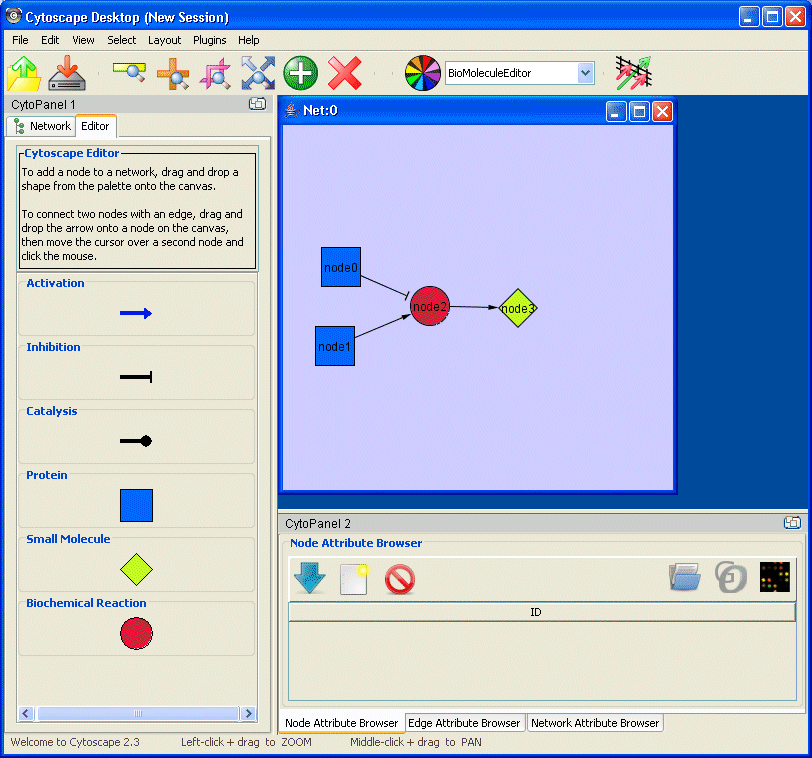 Cytoscape Desktop (New Session)
File Edit View Select Layout Plugins Help
BioMoleculeEditor
CytoPanel 1
Network Editor
Cytoscape Editor
To add a node to a network, drag and drop a
shape from the palette onto the canvas.
To connect two nodes with an edge, drag and
drop the arrow onto a node on the canvas,
then move the cursor over a second node and
click the mouse.
Activation
Inhibition
Catalysis
Protein
Small Molecule
Biochemical Reaction
Net:0
node0
node2
node3
node1
CytoPanel 2
Node Attribute Browser
ID
Node Attribute Browser Edge Attribute Browser Network Attribute Browser
Welcome to Cytoscape 2.3 Left-click + drag to ZOOM Middle-click + drag to PAN